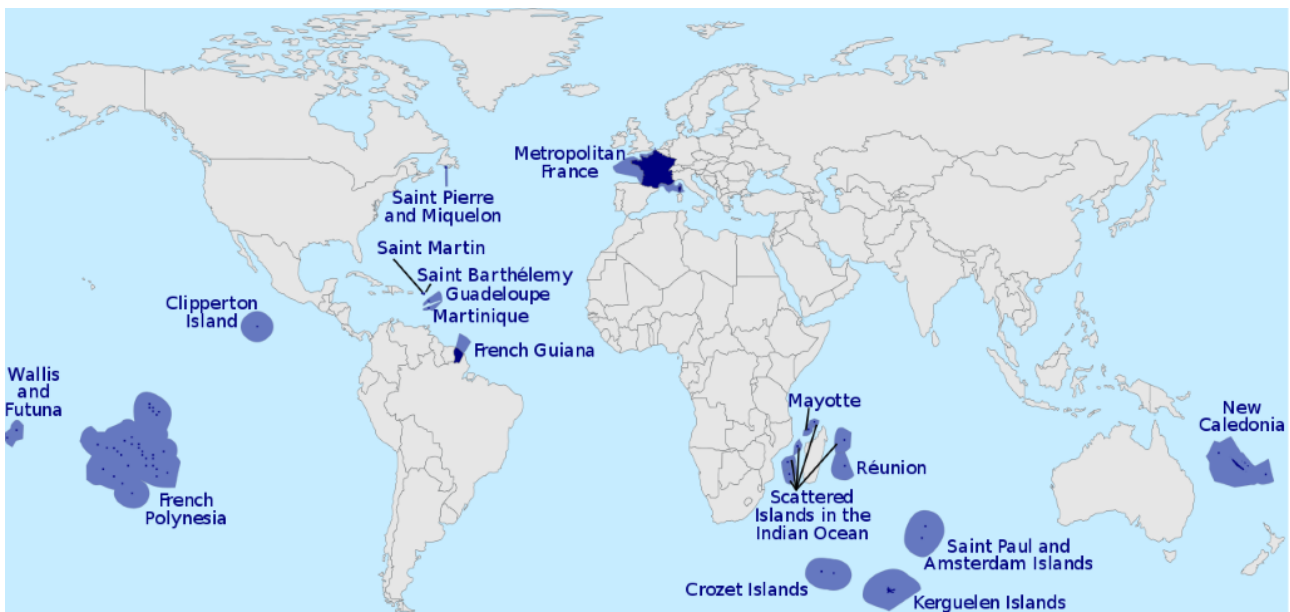 Metropolitan
France
Saint Pierre
and Miquelon
Saint Martin
Saint Barthélemy
Guadeloupe
Martinique
Clipperton
Island
French Guiana
Wallis
and
Futuna
French
Polynesia
Mayotte
New
Caledonia
Réunion
Scattered
Islands in the
Indian Ocean
Saint Paul and
Amsterdam Islands
Crozet Islands
Kerguelen Islands